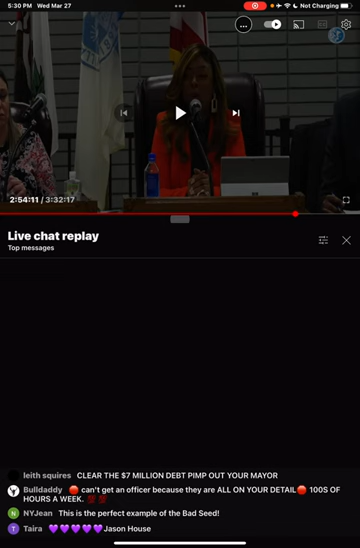 5:30 PM Wed Mar 27
Not Charging
2:54:11 / 3:32:17
Live chat replay
Top messages
leith squires CLEAR THE $7 MILLION DEBT PIMP OUT YOUR MAYOR
Bulldaddy 🔴 can't get an officer because they are ALL ON YOUR DETAIL🔴 100S OF
HOURS A WEEK. 💯 💯
NYJean This is the perfect example of the Bad Seed!
Taira 💜💜💜💜💜Jason House